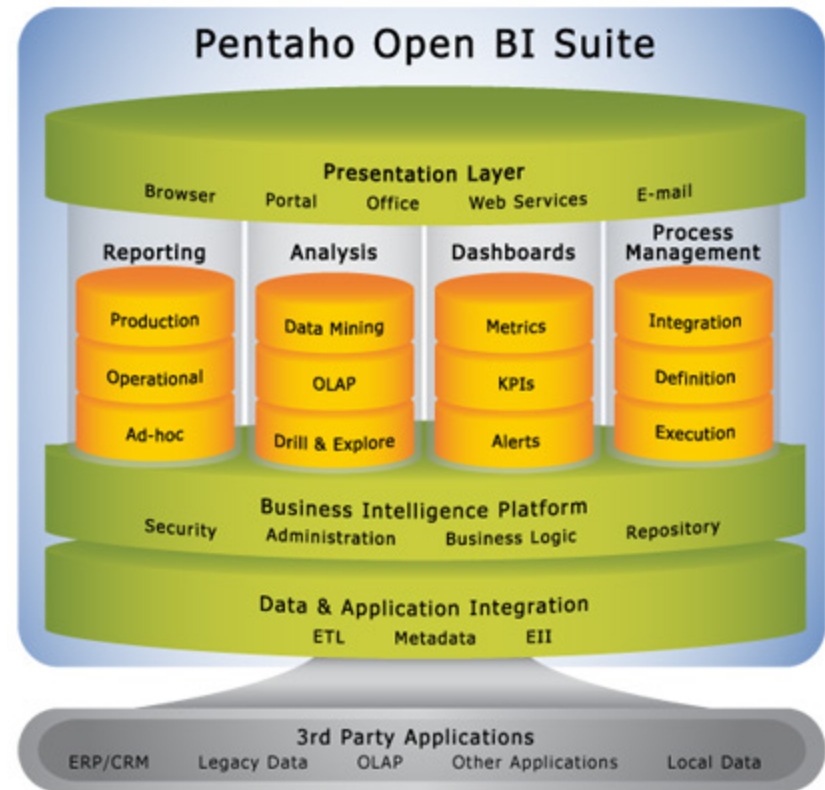 Pentaho Open BI Suite
Presentation Layer
Browser Portal Office Web Services E-mail
Reporting
Production
Operational
Ad-hoc
Analysis
Data Mining
OLAP
Drill & Explore
Dashboards
Metrics
KPIs
Alerts
Process
Management
Integration
Definition
Execution
Business Intelligence Platform
Security Administration Business Logic Repository
Data & Application Integration
ETL Metadata EII
3rd Party Applications
ERP/CRM Legacy Data OLAP Other Applications Local Data